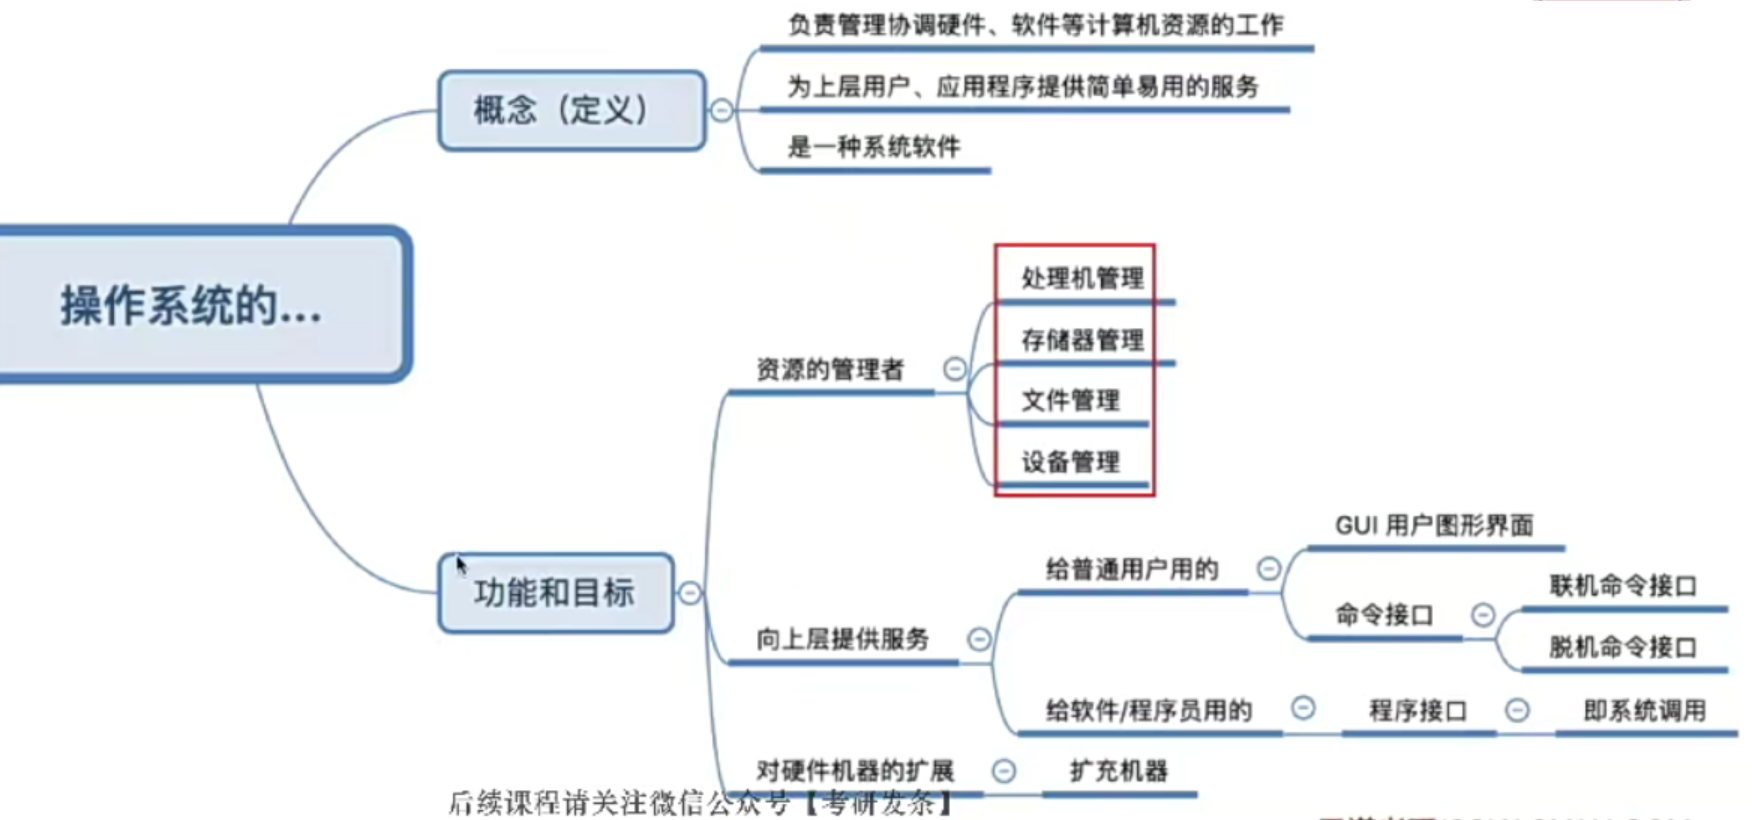 负责管理协调硬件、软件等计算机资源的工作
为上层用户、应用程序提供简单易用的服务
是一种系统软件
概念（定义）
操作系统的...
处理机管理
存储器管理
文件管理
设备管理
资源的管理者
功能和目标
向上层提供服务
给普通用户用的
GUI 用户图形界面
命令接口
联机命令接口
脱机命令接口
给软件/程序员用的
程序接口
即系统调用
对硬件机器的扩展
扩充机器
后续课程请关注微信公众号【考研发条】